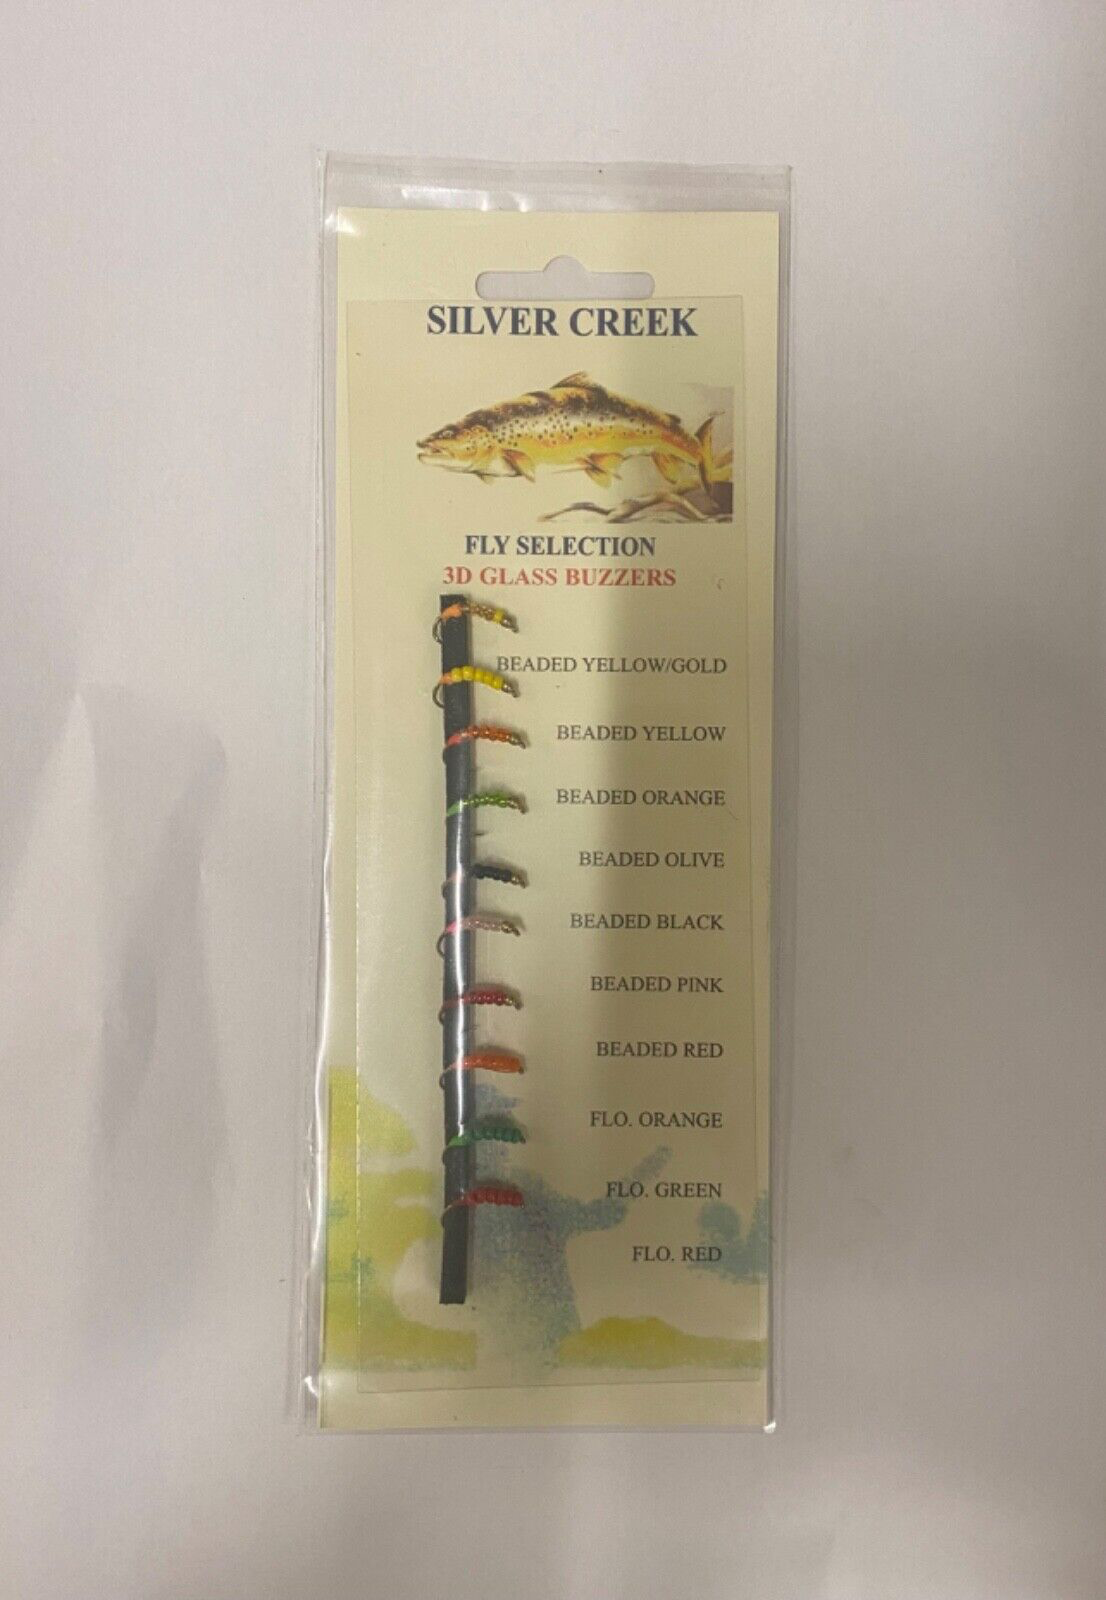 SILVER CREEK
FLY SELECTION
3D GLASS BUZZERS
BEADED YELLOW/GOLD
BEADED YELLOW
BEADED ORANGE
BEADED OLIVE
BEADED BLACK
BEADED PINK
BEADED RED
FLO. ORANGE
FLO. GREEN
FLO. RED